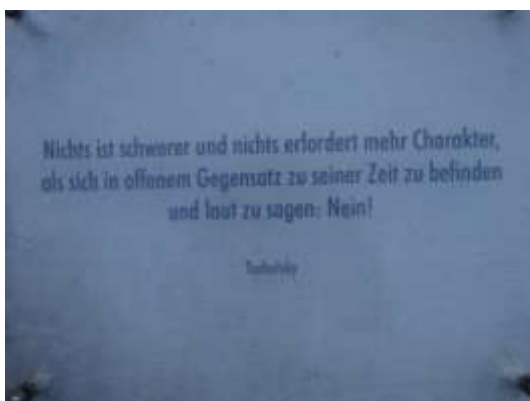 Nichts ist schwerer und nichts erfordert mehr Charakter,
als sich in offenem Gegensatz zu seiner Zeit zu befinden
und laut zu sagen: Nein!
Tucholsky